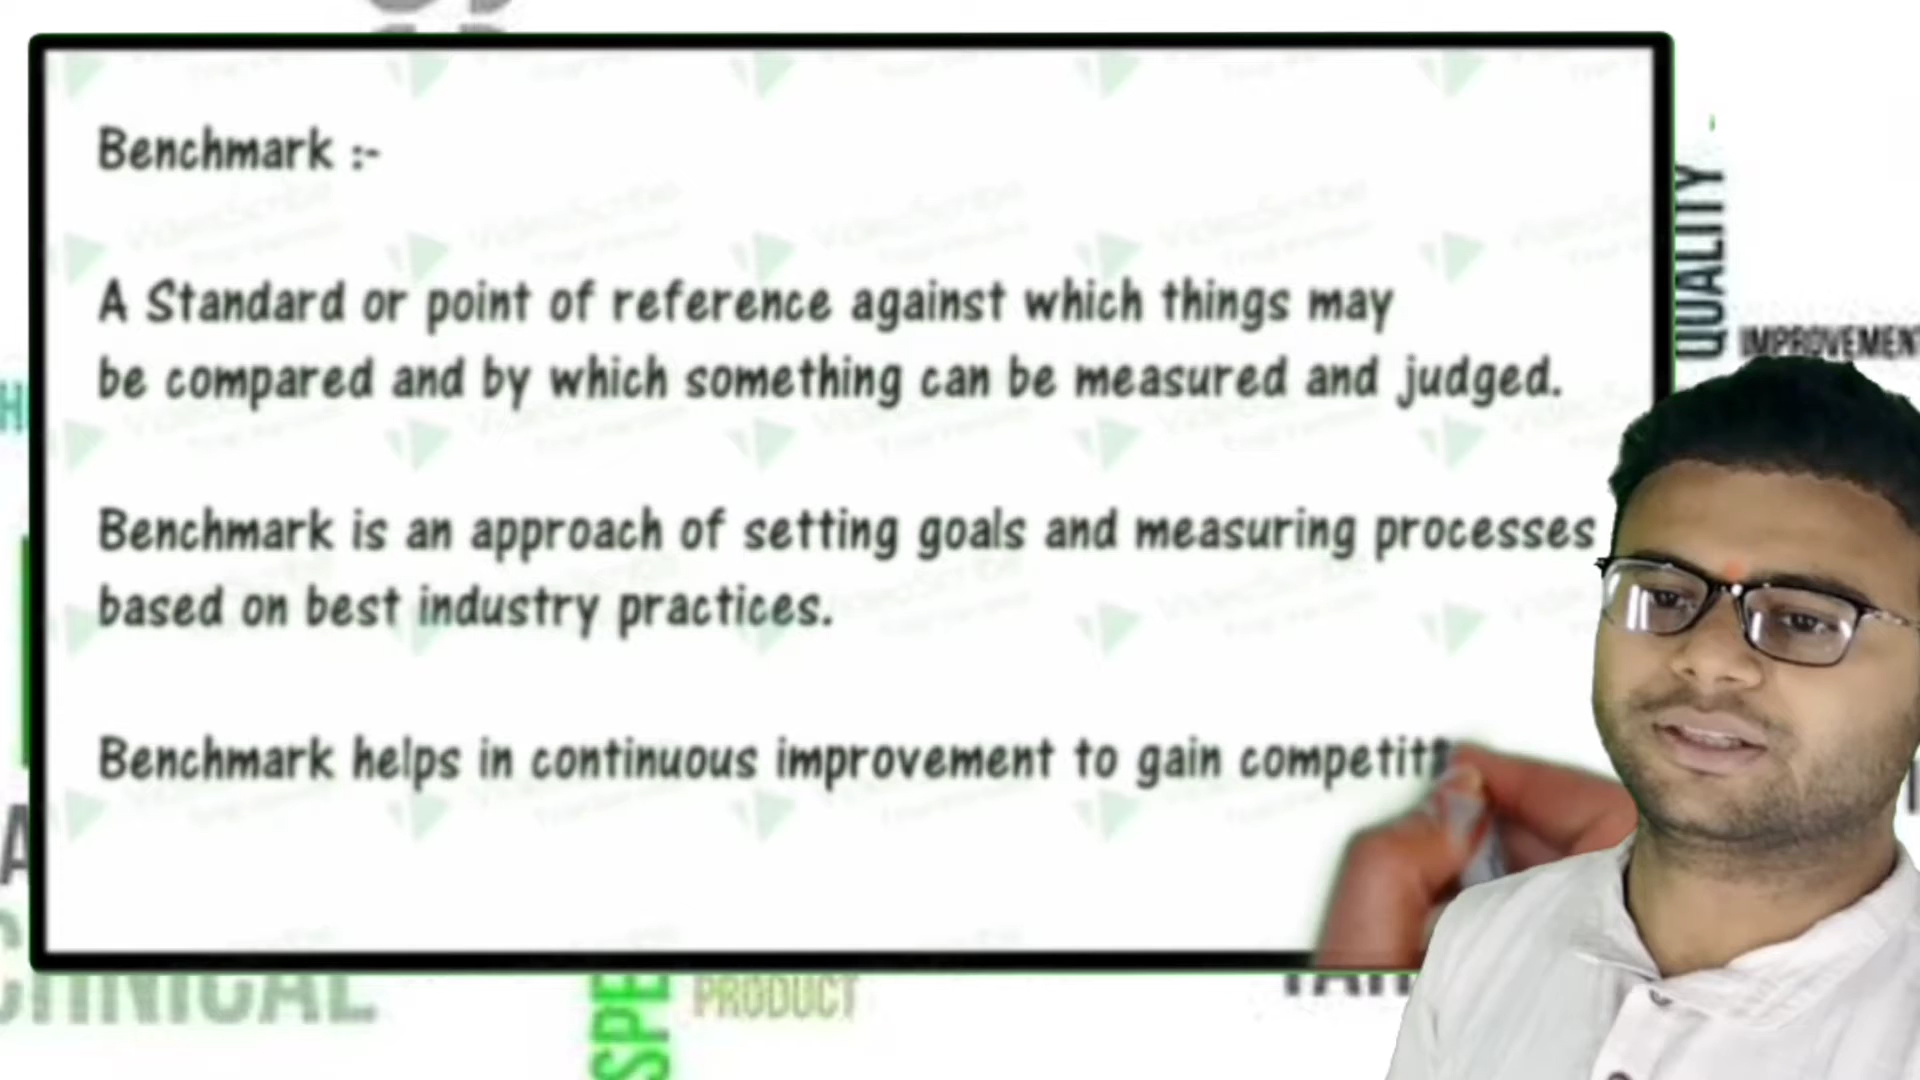 Benchmark :-
A Standard or point of reference against which things may
be compared and by which something can be measured and judged.
Benchmark is an approach of setting goals and measuring processes
based on best industry practices.
Benchmark helps in continuous improvement to gain competit
QUALITY
IMPROVEMENT
PRODUCT